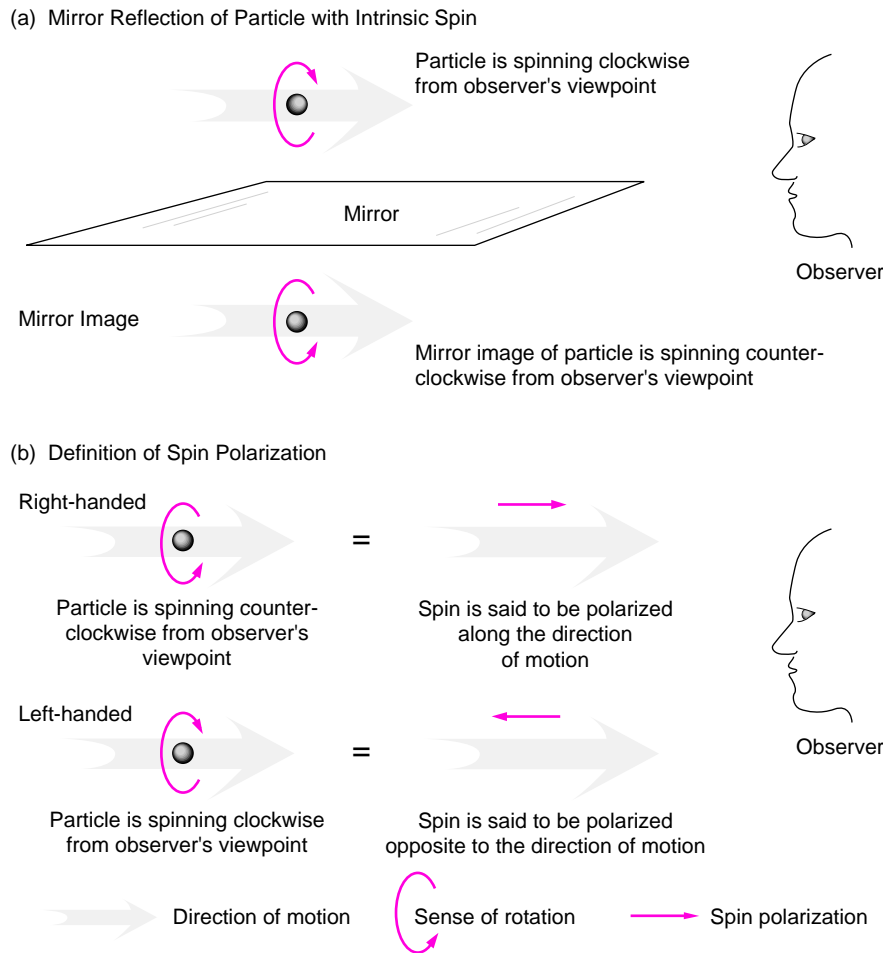 (a) Mirror Reflection of Particle with Intrinsic Spin
Particle is spinning clockwise
from observer's viewpoint
Mirror
Observer
Mirror Image
Mirror image of particle is spinning counter-
clockwise from observer's viewpoint
(b) Definition of Spin Polarization
Right-handed
=
Particle is spinning counter-
clockwise from observer's
viewpoint
Spin is said to be polarized
along the direction
of motion
Left-handed
=
Observer
Particle is spinning clockwise
from observer's viewpoint
Spin is said to be polarized
opposite to the direction of motion
Direction of motion
Sense of rotation
Spin polarization